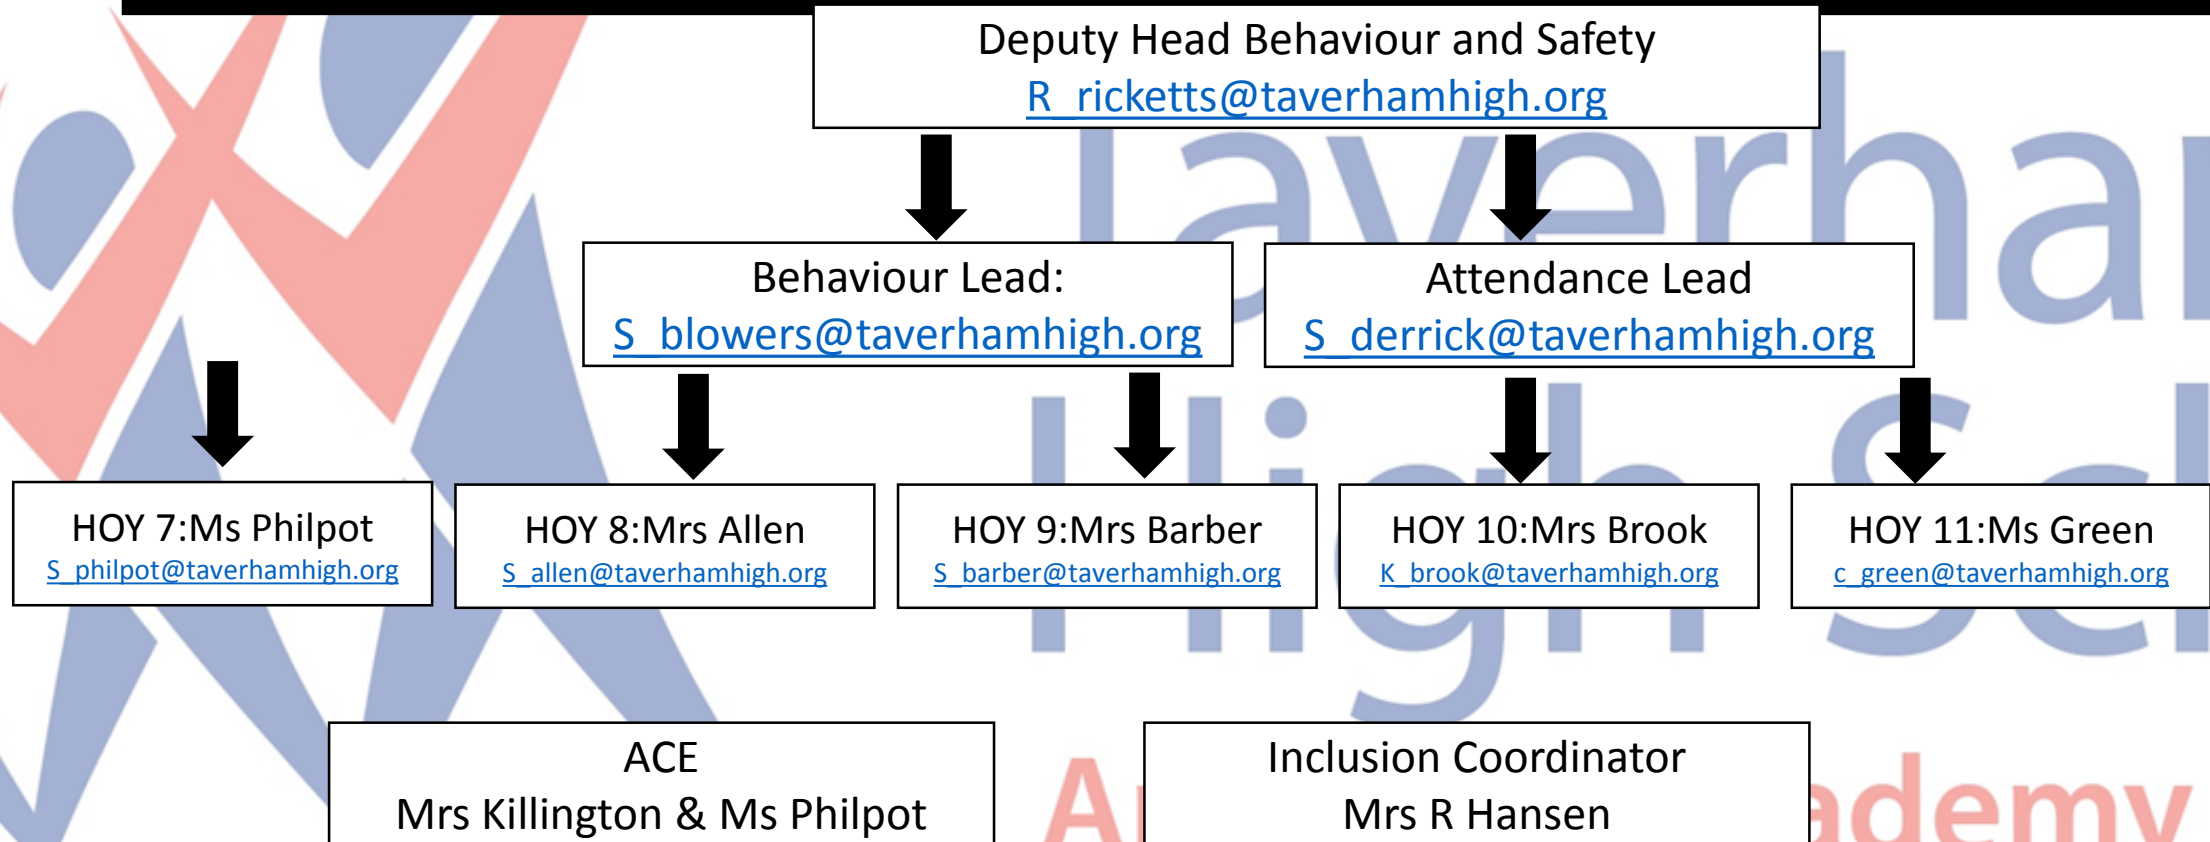 Deputy Head Behaviour and Safety
R_ricketts@taverhamhigh.org
Behaviour Lead:
S_blowers@taverhamhigh.org
Attendance Lead
S_derrick@taverhamhigh.org
HOY 7:Ms Philpot
S_philpot@taverhamhigh.org
HOY 8:Mrs Allen
S_allen@taverhamhigh.org
HOY 9:Mrs Barber
S_barber@taverhamhigh.org
HOY 10:Mrs Brook
K_brook@taverhamhigh.org
HOY 11:Ms Green
c_green@taverhamhigh.org
ACE
Mrs Killington & Ms Philpot
Inclusion Coordinator
Mrs R Hansen